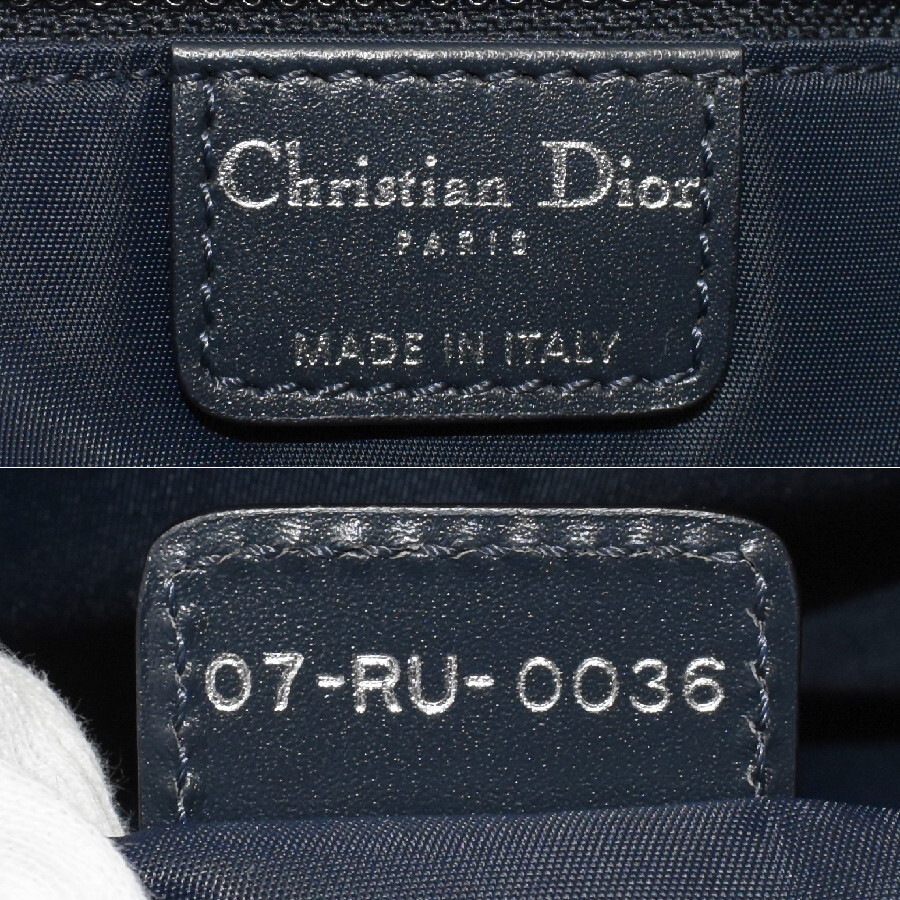 Christian Dior
PARIS
MADE IN ITALY
07-RU-0036